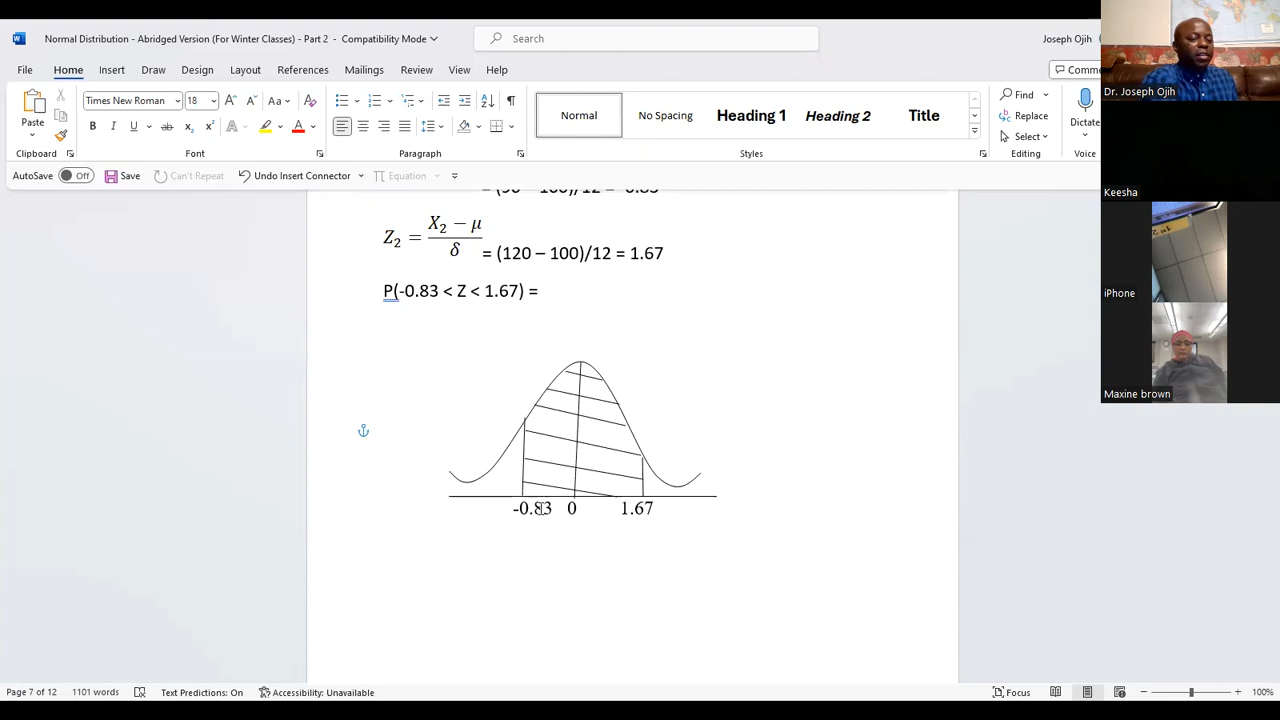 Normal Distribution - Abridged Version (For Winter Classes) - Part 2 - Compatibility Mode
Search
Joseph Ojih
File Home Insert Draw Design Layout References Mailings Review View Help
Comme
Paste
Times New Roman 18
Aa
Normal
No Spacing
Heading 1
Heading 2
Title
Find
Replace
Select
Dictate
Clipboard Font Paragraph Styles Editing Voice
AutoSave Off Save Can't Repeat Undo Insert Connector Equation
Z₂ = (X₂ − μ)/δ = (120 – 100)/12 = 1.67
P(-0.83 < Z < 1.67) =
-0.83 0 1.67
Page 7 of 12 1101 words Text Predictions: On Accessibility: Unavailable Focus 100%
Dr. Joseph Ojih
Keesha
iPhone
Maxine brown